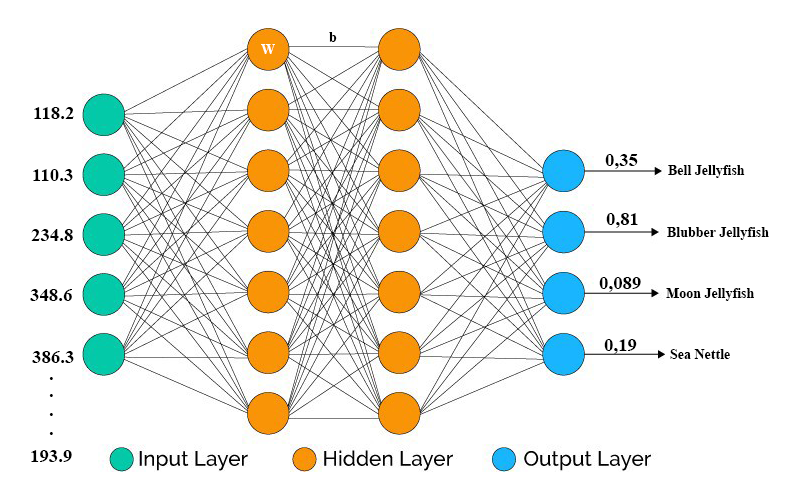 W
b
118.2
110.3
234.8
348.6
386.3
.
.
.
.
193.9
0,35
Bell Jellyfish
0,81
Blubber Jellyfish
0,089
Moon Jellyfish
0,19
Sea Nettle
Input Layer
Hidden Layer
Output Layer